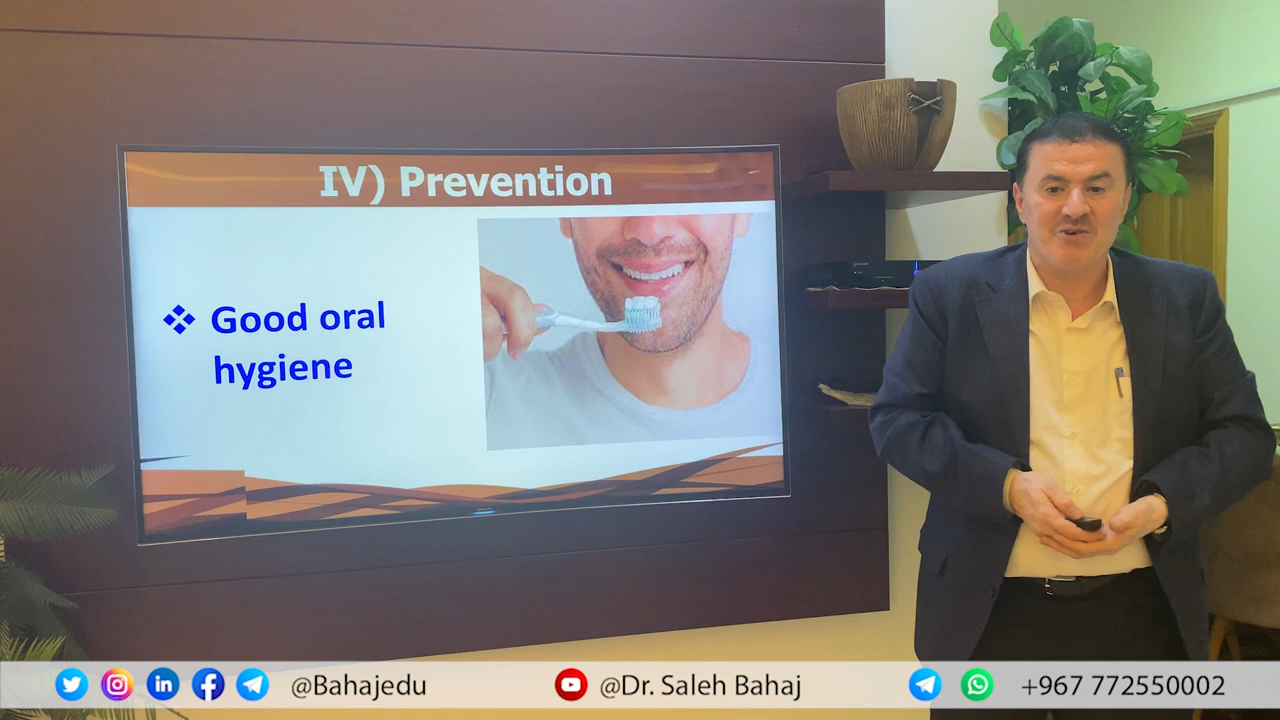 IV) Prevention
❖ Good oral
hygiene
@Bahajedu
@Dr. Saleh Bahaj
+967 772550002